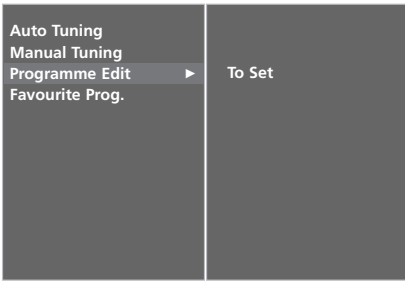 Auto Tuning
Manual Tuning
Programme Edit ► To Set
Favourite Prog.